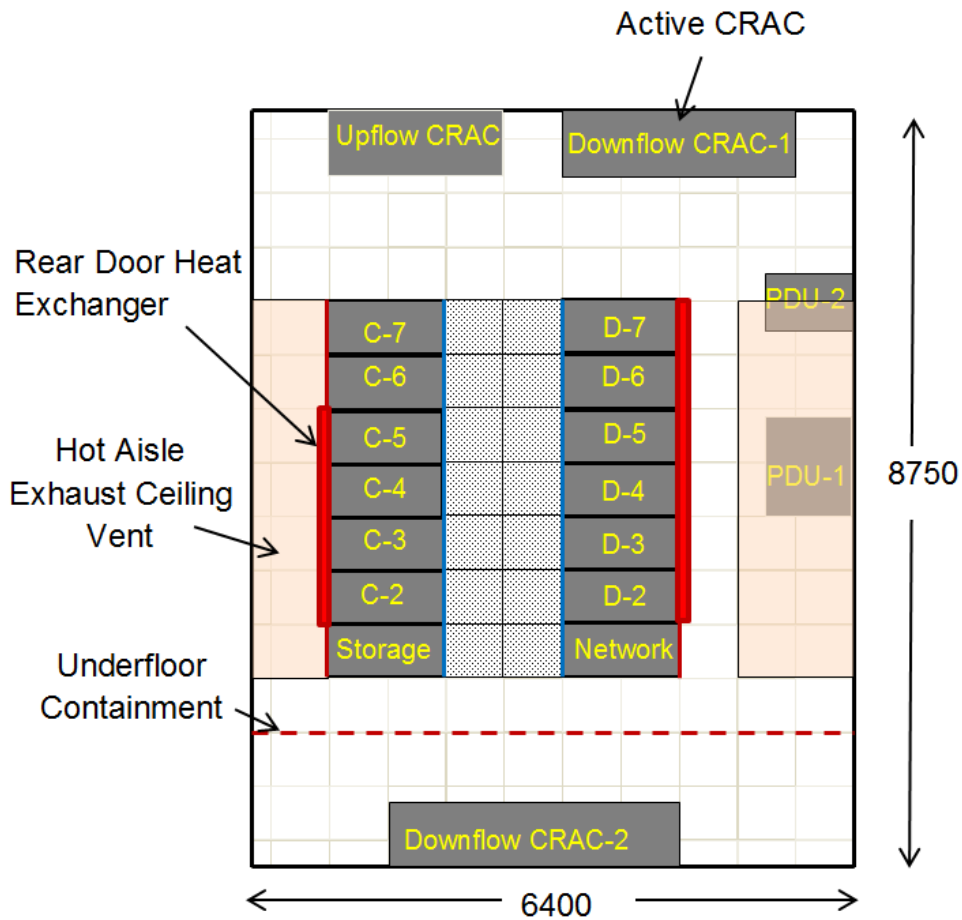 Active CRAC
Upflow CRAC
Downflow CRAC-1
Rear Door Heat
Exchanger
PDU-2
C-7
D-7
C-6
D-6
C-5
D-5
Hot Aisle
Exhaust Ceiling
Vent
C-4
D-4
PDU-1
8750
C-3
D-3
C-2
D-2
Storage
Network
Underfloor
Containment
Downflow CRAC-2
6400